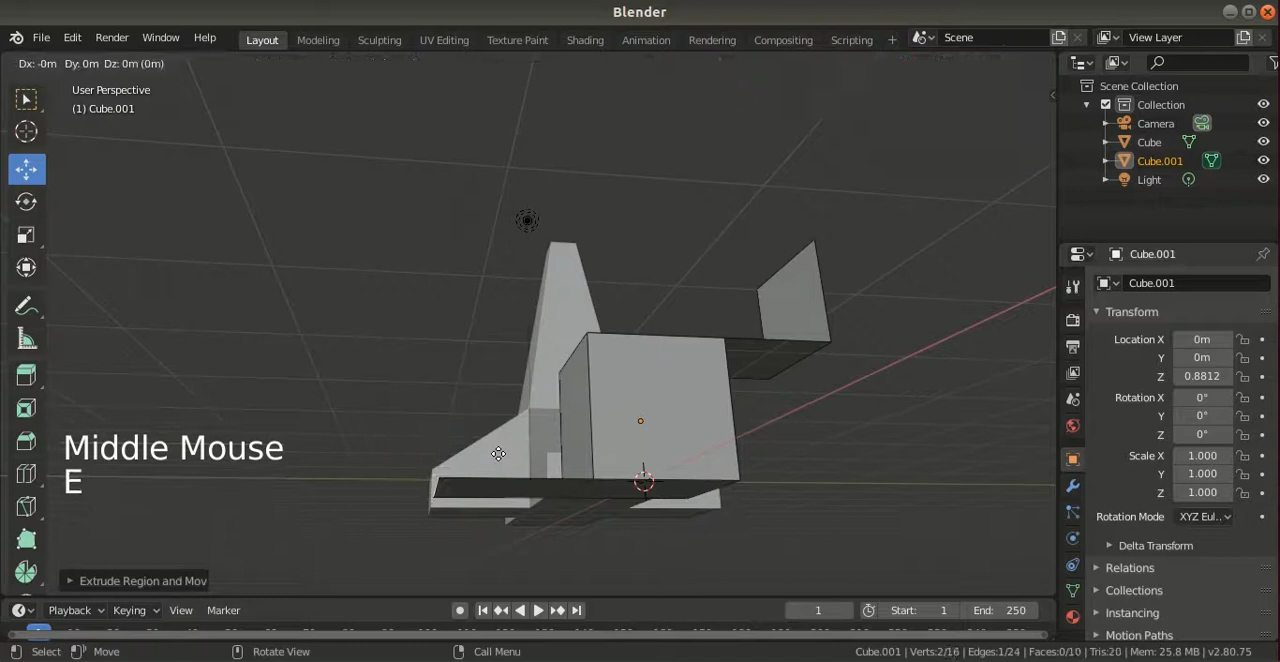 Blender
File Edit Render Window Help Layout Modeling Sculpting UV Editing Texture Paint Shading Animation Rendering Compositing Scripting + Scene View Layer
Dx: -0m Dy: 0m Dz: 0m (0m)
User Perspective
(1) Cube.001
Scene Collection
Collection
Camera
Cube
Cube.001
Light
Cube.001
Cube.001
Transform
Location X 0m
Y 0m
Z 0.8812
Rotation X 0°
Y 0°
Z 0°
Scale X 1.000
Y 1.000
Z 1.000
Rotation Mode XYZ Eul..
Delta Transform
Relations
Collections
Instancing
Motion Paths
Middle Mouse
E
Extrude Region and Mov
Playback Keying View Marker 1 Start: 1 End: 250
Select Move Rotate View Call Menu Cube.001 | Verts:2/16 | Edges:1/24 | Faces:0/10 | Tris:20 | Mem: 25.8 MB | v2.80.75